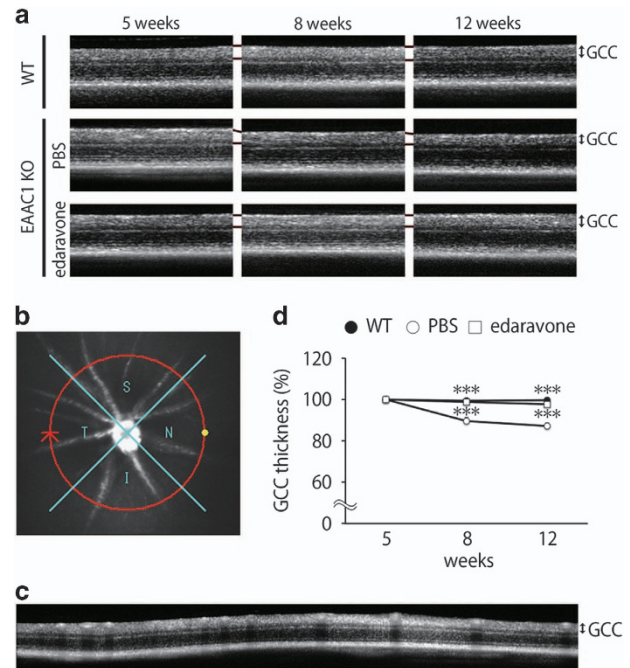 a
5 weeks
8 weeks
12 weeks
WT
GCC
EAAC1 KO
PBS
GCC
edaravone
GCC
b
S
T
N
I
d
WT
PBS
edaravone
GCC thickness (%)
120
100
80
60
0
***
***
***
***
5
8
12
weeks
c
GCC